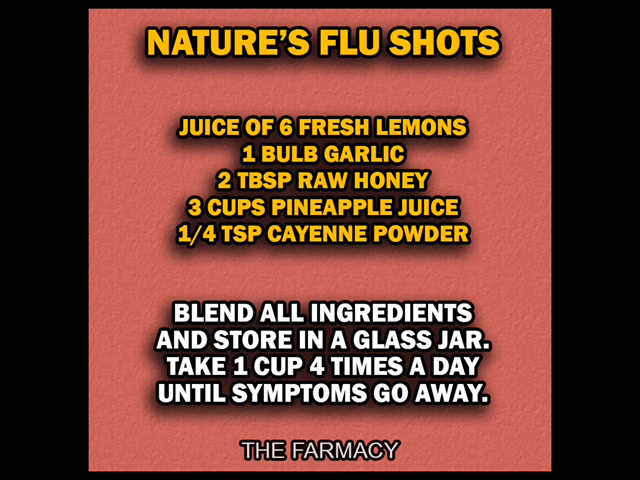 NATURE'S FLU SHOTS
JUICE OF 6 FRESH LEMONS
1 BULB GARLIC
2 TBSP RAW HONEY
3 CUPS PINEAPPLE JUICE
1/4 TSP CAYENNE POWDER
BLEND ALL INGREDIENTS
AND STORE IN A GLASS JAR.
TAKE 1 CUP 4 TIMES A DAY
UNTIL SYMPTOMS GO AWAY.
THE FARMACY